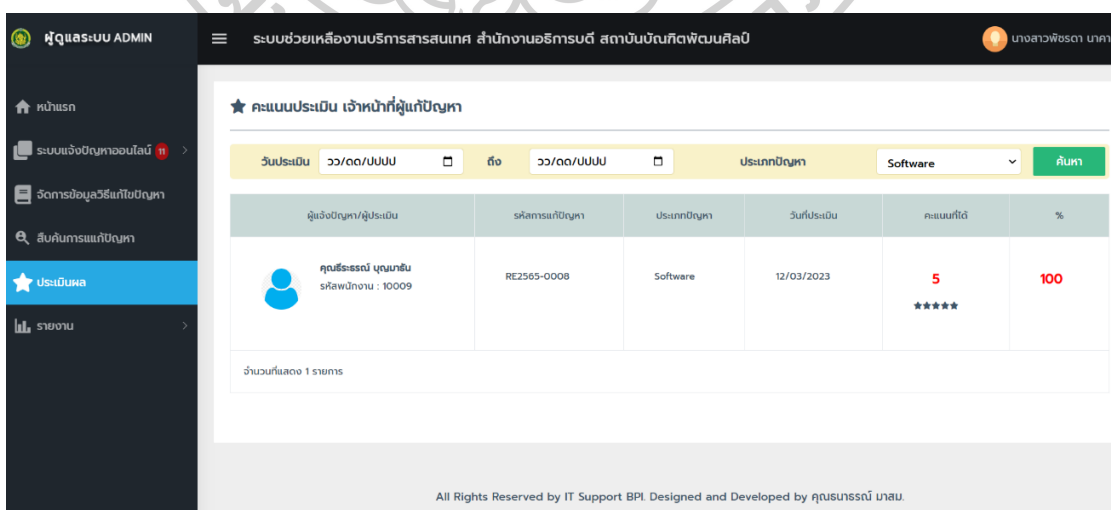 ผู้ดูแลระบบ ADMIN
ระบบช่วยเหลืองานบริการสารสนเทศ สำนักงานอธิการบดี สถาบันบัณฑิตพัฒนศิลป์
นางสาวพัชรดา นาคา
หน้าแรก
ระบบแจ้งปัญหาออนไลน์ 11
จัดการข้อมูลวิธีแก้ไขปัญหา
สืบค้นการแแก้ปัญหา
ประเมินผล
รายงาน
คะแนนประเมิน เจ้าหน้าที่ผู้แก้ปัญหา
วันประเมิน วว/ดด/ปปปป ถึง วว/ดด/ปปปป ประเภทปัญหา Software ค้นหา
ผู้แจ้งปัญหา/ผู้ประเมิน รหัสการแก้ปัญหา ประเภทปัญหา วันที่ประเมิน คะแนนที่ได้ %
คุณธีระธรณ์ บุญมาธัน
รหัสพนักงาน : 10009
RE2565-0008 Software 12/03/2023 5 100
จำนวนที่แสดง 1 รายการ
All Rights Reserved by IT Support BPI. Designed and Developed by คุณธนาธรณ์ มาสม.